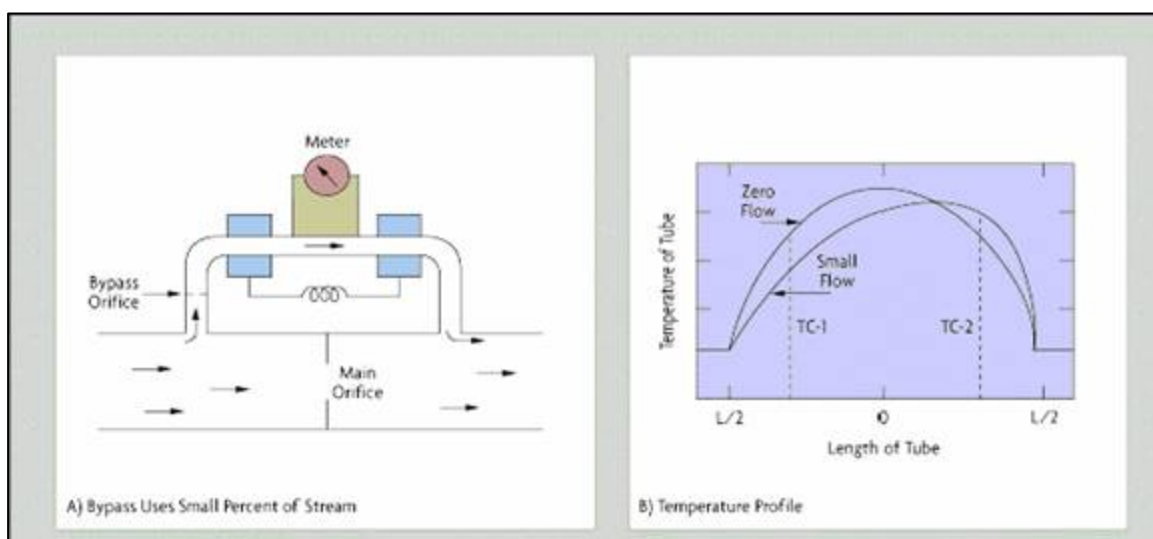 Meter
Bypass
Orifice
Main
Orifice
A) Bypass Uses Small Percent of Stream
Temperature of Tube
Zero
Flow
Small
Flow
TC-1
TC-2
L/2
0
L/2
Length of Tube
B) Temperature Profile